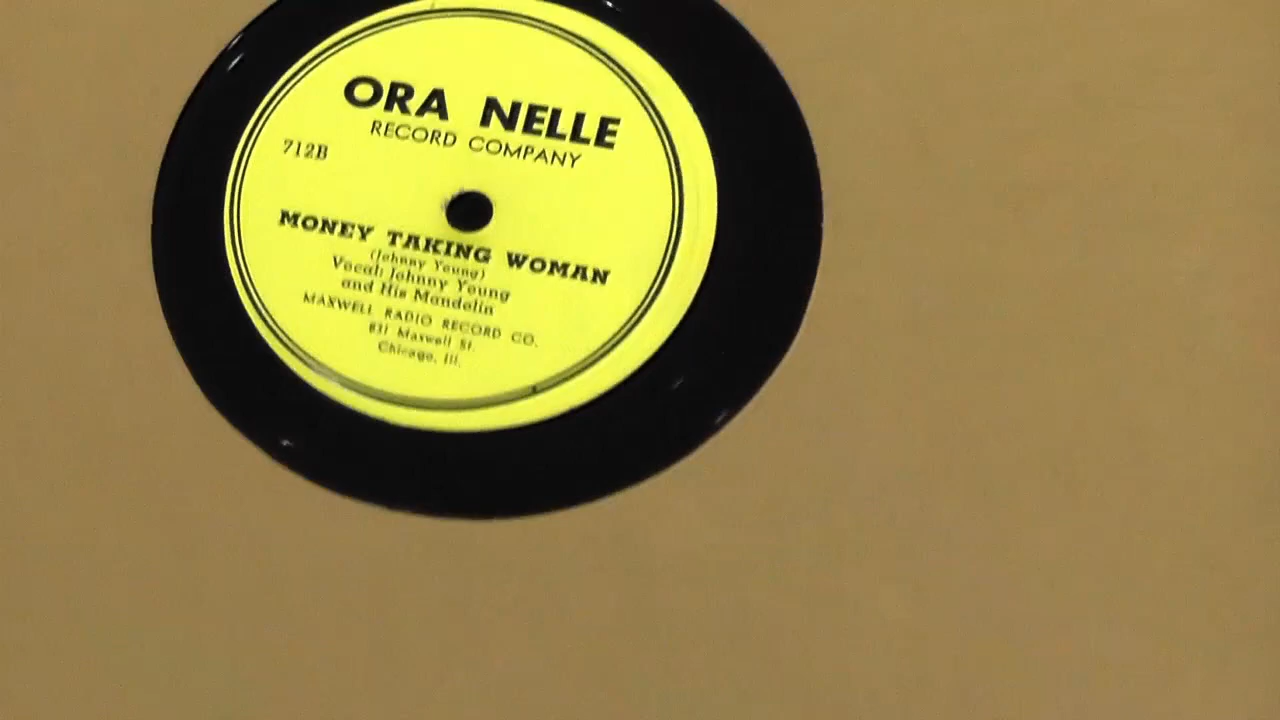 ORA NELLE
RECORD COMPANY
712B
MONEY TAKING WOMAN
(Johnny Young)
Vocal: Johnny Young
and His Mandolin
MAXWELL RADIO RECORD CO.
831 Maxwell St.
Chicago, Ill.